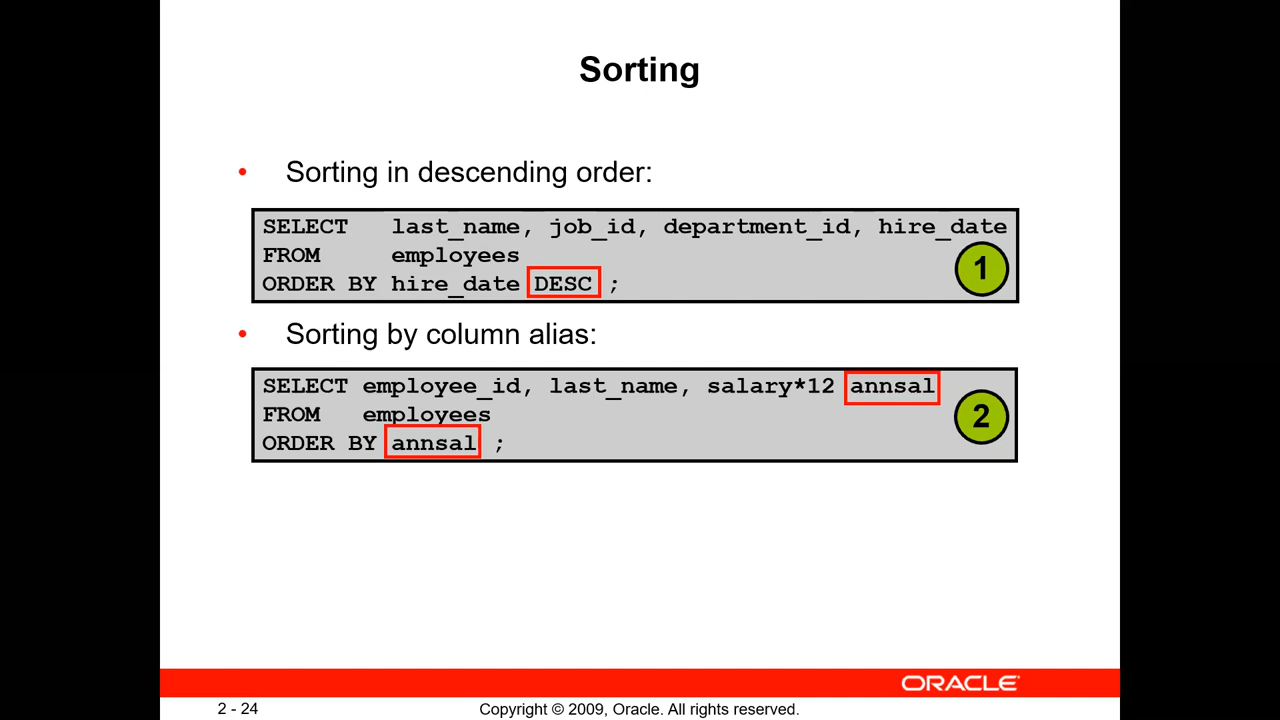 Sorting
• Sorting in descending order:
SELECT last_name, job_id, department_id, hire_date
FROM employees
ORDER BY hire_date DESC ;
1
• Sorting by column alias:
SELECT employee_id, last_name, salary*12 annsal
FROM employees
ORDER BY annsal ;
2
ORACLE
2 - 24
Copyright © 2009, Oracle. All rights reserved.